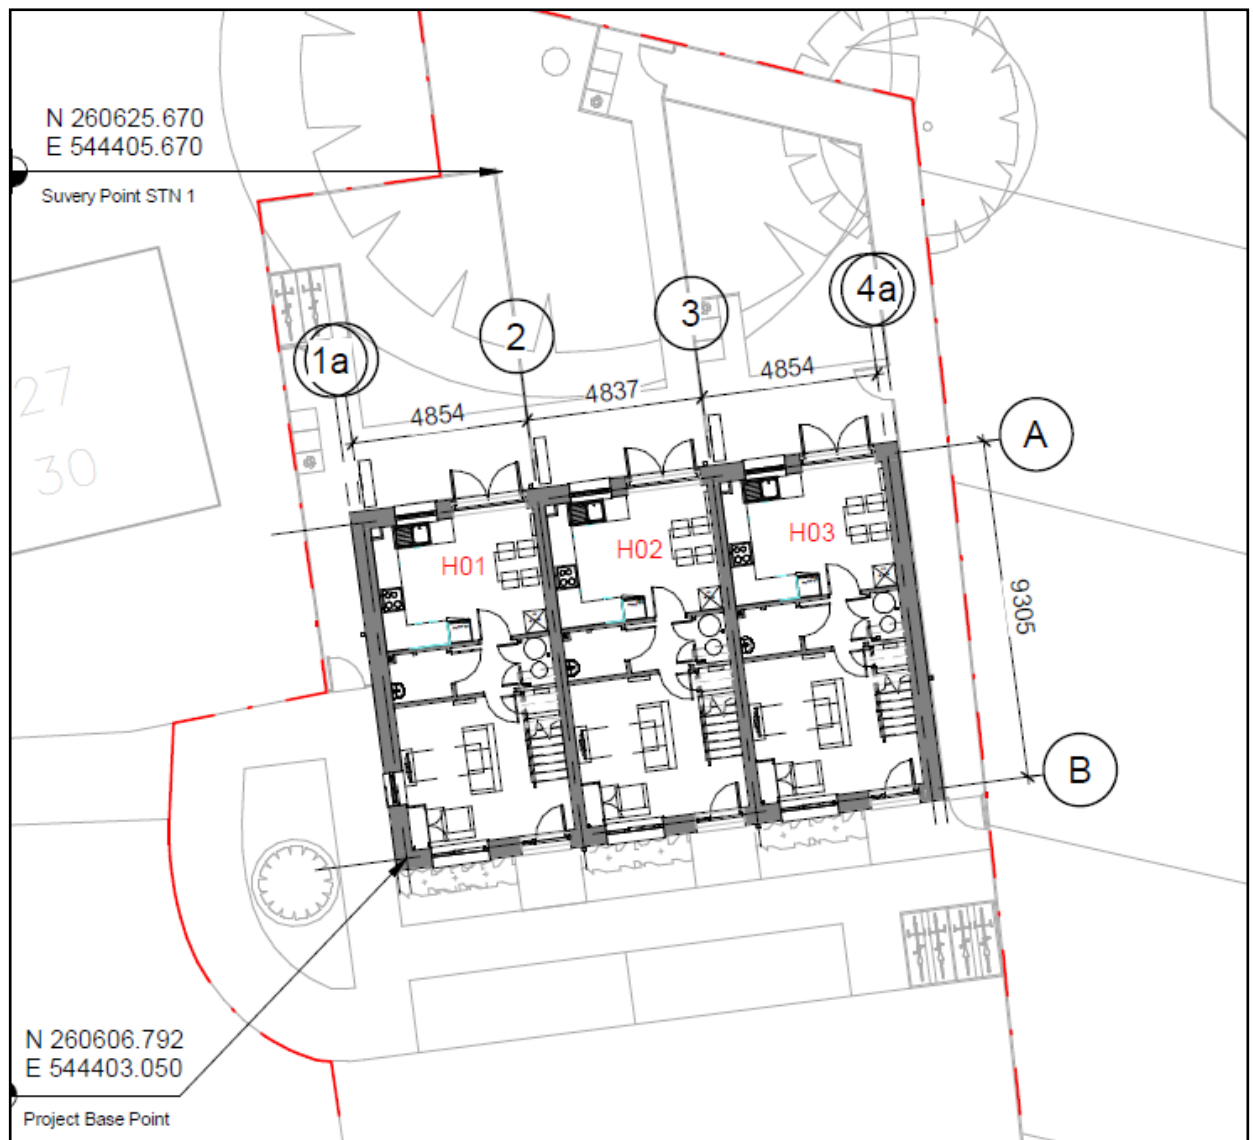 N 260625.670
E 544405.670
Suvery Point STN 1
27
30
1a
2
3
4a
4854
4837
4854
A
H01
H02
H03
9305
B
N 260606.792
E 544403.050
Project Base Point